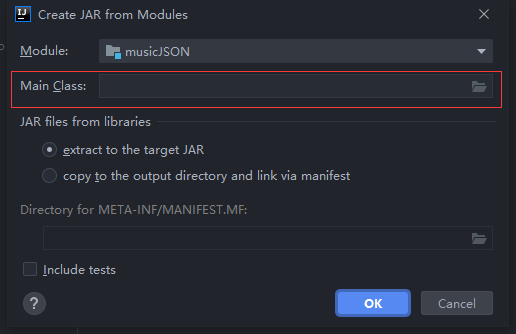 Create JAR from Modules
Module: musicJSON
Main Class:
JAR files from libraries
extract to the target JAR
copy to the output directory and link via manifest
Directory for META-INF/MANIFEST.MF:
Include tests
? OK Cancel